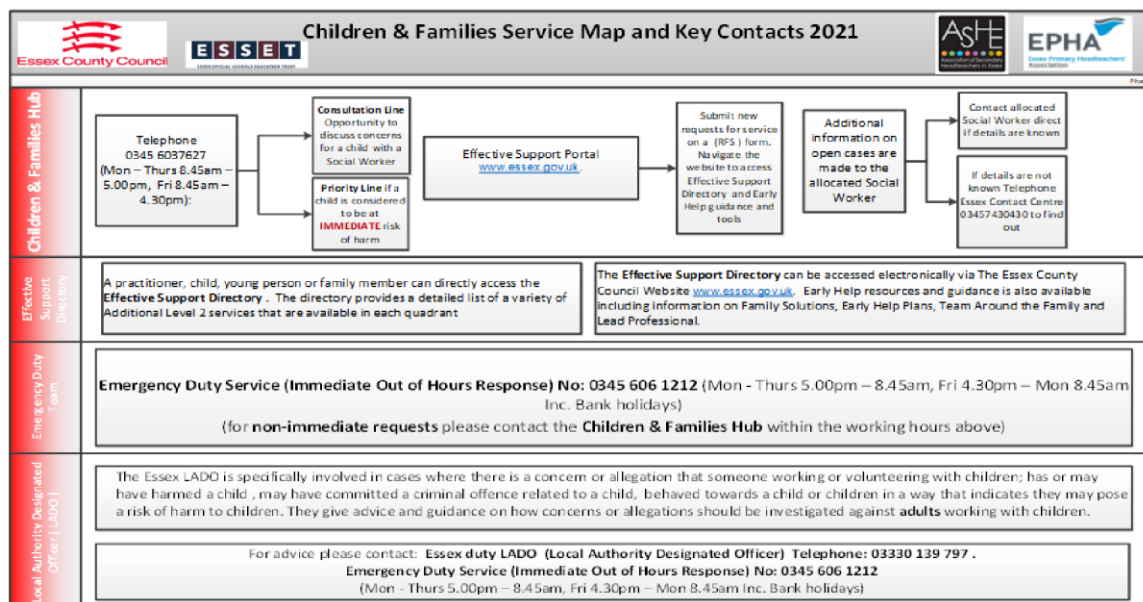 Children & Families Service Map and Key Contacts 2021
Essex County Council
ESSET
ESSEX SPECIAL SCHOOLS EDUCATION TRUST
ASHE
Association of Secondary
Headteachers in Essex
EPHA
Essex Primary Headteachers'
Association
Children & Families Hub
Telephone
0345 6037627
(Mon – Thurs 8.45am –
5.00pm, Fri 8.45am –
4.30pm):
Consultation Line
Opportunity to
discuss concerns
for a child with a
Social Worker
Priority Line if a
child is considered
to be at
IMMEDIATE risk
of harm
Effective Support Portal
www.essex.gov.uk.
Submit new
requests for service
on a (RFS ) form.
Navigate the
website to access
Effective Support
Directory and Early
Help guidance and
tools
Additional
information on
open cases are
made to the
allocated Social
Worker
Contact allocated
Social Worker direct
if details are known
If details are not
known Telephone
Essex Contact Centre
03457430430 to find
out
Effective
Support
Directory
A practitioner, child, young person or family member can directly access the
Effective Support Directory . The directory provides a detailed list of a variety of
Additional Level 2 services that are available in each quadrant
The Effective Support Directory can be accessed electronically via The Essex County
Council Website www.essex.gov.uk. Early Help resources and guidance is also available
including information on Family Solutions, Early Help Plans, Team Around the Family and
Lead Professional.
Emergency Duty
Team
Emergency Duty Service (Immediate Out of Hours Response) No: 0345 606 1212 (Mon - Thurs 5.00pm – 8.45am, Fri 4.30pm – Mon 8.45am
Inc. Bank holidays)
(for non-immediate requests please contact the Children & Families Hub within the working hours above)
Local Authority Designated
Officer ( LADO )
The Essex LADO is specifically involved in cases where there is a concern or allegation that someone working or volunteering with children; has or may
have harmed a child , may have committed a criminal offence related to a child, behaved towards a child or children in a way that indicates they may pose
a risk of harm to children. They give advice and guidance on how concerns or allegations should be investigated against adults working with children.
For advice please contact: Essex duty LADO (Local Authority Designated Officer) Telephone: 03330 139 797 .
Emergency Duty Service (Immediate Out of Hours Response) No: 0345 606 1212
(Mon - Thurs 5.00pm – 8.45am, Fri 4.30pm – Mon 8.45am Inc. Bank holidays)